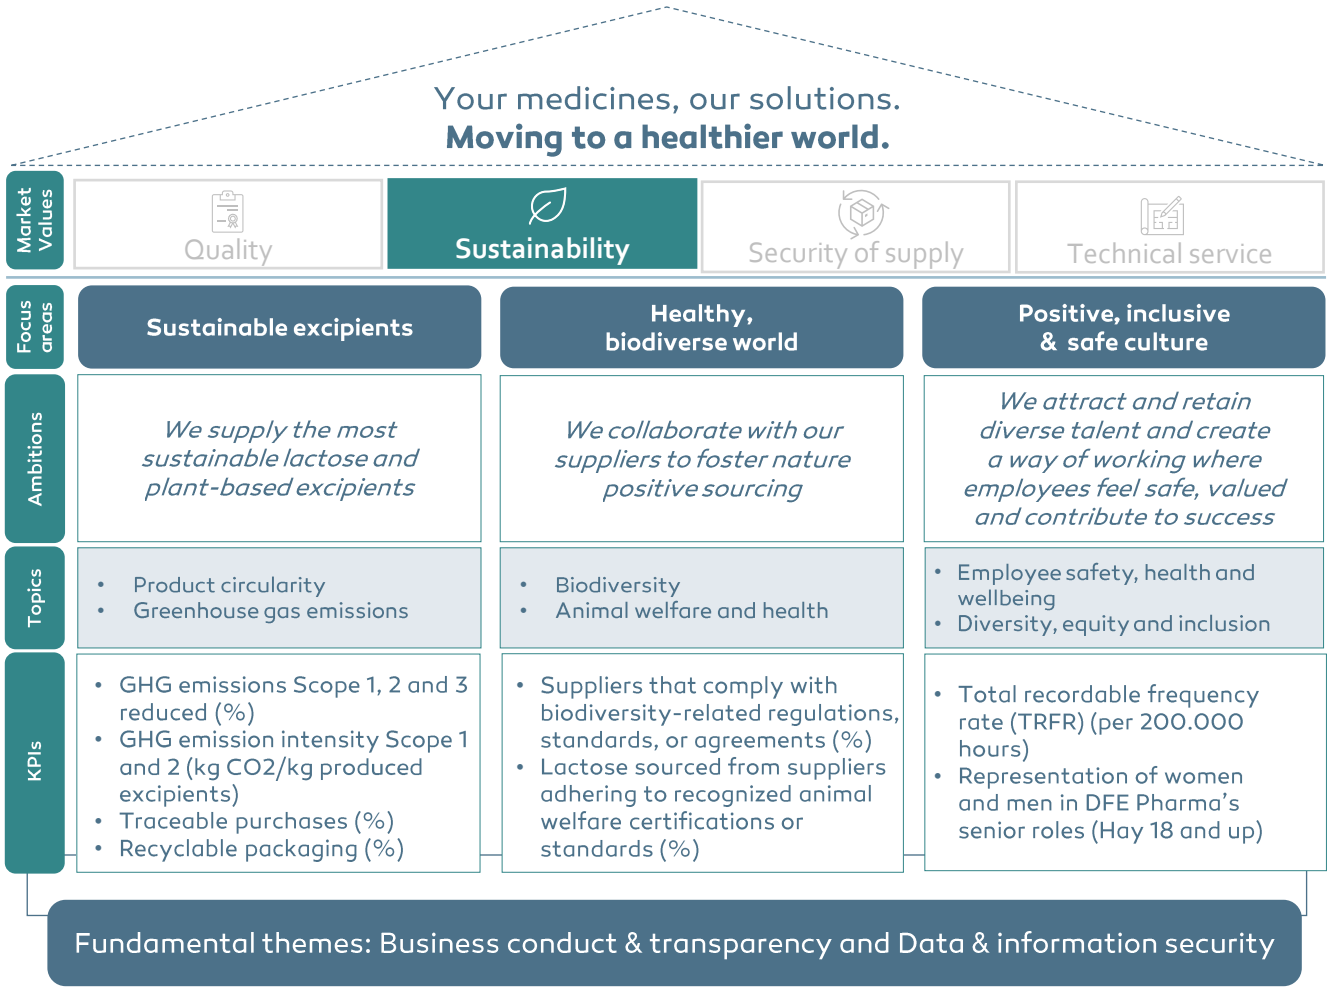 Your medicines, our solutions.
Moving to a healthier world.
Market
Values
Quality
Sustainability
Security of supply
Technical service
Focus
areas
Sustainable excipients
Healthy,
biodiverse world
Positive, inclusive
& safe culture
Ambitions
We supply the most
sustainable lactose and
plant-based excipients
We collaborate with our
suppliers to foster nature
positive sourcing
We attract and retain
diverse talent and create
a way of working where
employees feel safe, valued
and contribute to success
Topics
• Product circularity
• Greenhouse gas emissions
• Biodiversity
• Animal welfare and health
• Employee safety, health and
wellbeing
• Diversity, equity and inclusion
KPIs
• GHG emissions Scope 1, 2 and 3
reduced (%)
• GHG emission intensity Scope 1
and 2 (kg CO2/kg produced
excipients)
• Traceable purchases (%)
• Recyclable packaging (%)
• Suppliers that comply with
biodiversity-related regulations,
standards, or agreements (%)
• Lactose sourced from suppliers
adhering to recognized animal
welfare certifications or
standards (%)
• Total recordable frequency
rate (TRFR) (per 200.000
hours)
• Representation of women
and men in DFE Pharma's
senior roles (Hay 18 and up)
Fundamental themes: Business conduct & transparency and Data & information security